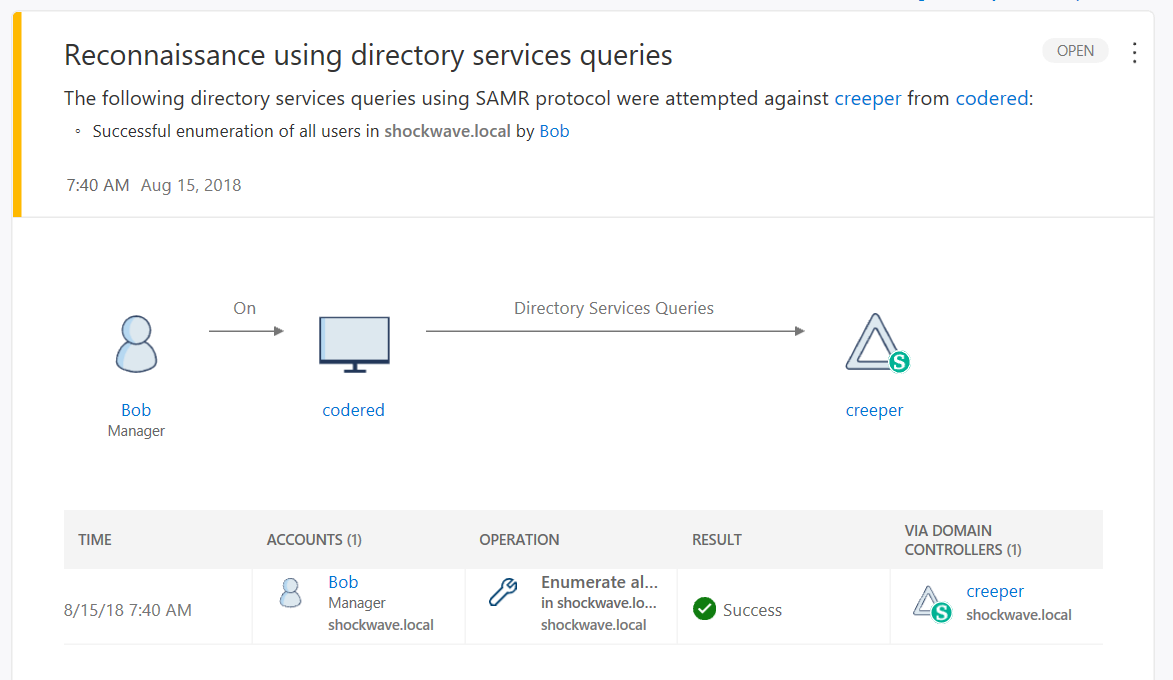 Reconnaissance using directory services queries
OPEN
The following directory services queries using SAMR protocol were attempted against creeper from codered:
◦ Successful enumeration of all users in shockwave.local by Bob
7:40 AM Aug 15, 2018
On
Directory Services Queries
Bob
Manager
codered
creeper
TIME
ACCOUNTS (1)
OPERATION
RESULT
VIA DOMAIN
CONTROLLERS (1)
8/15/18 7:40 AM
Bob
Manager
shockwave.local
Enumerate al...
in shockwave.lo...
shockwave.local
Success
creeper
shockwave.local
S
S